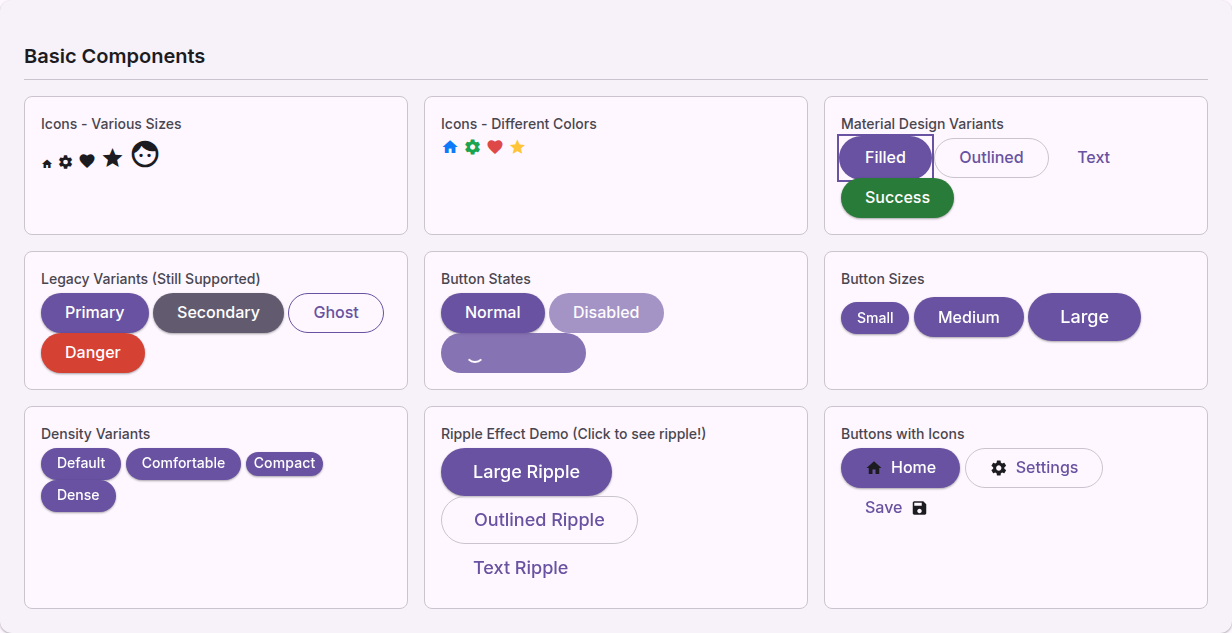 Basic Components
Icons - Various Sizes
Icons - Different Colors
Material Design Variants
Filled Outlined Text
Success
Legacy Variants (Still Supported)
Primary Secondary Ghost
Danger
Button States
Normal Disabled
Button Sizes
Small Medium Large
Density Variants
Default Comfortable Compact
Dense
Ripple Effect Demo (Click to see ripple!)
Large Ripple
Outlined Ripple
Text Ripple
Buttons with Icons
Home Settings
Save